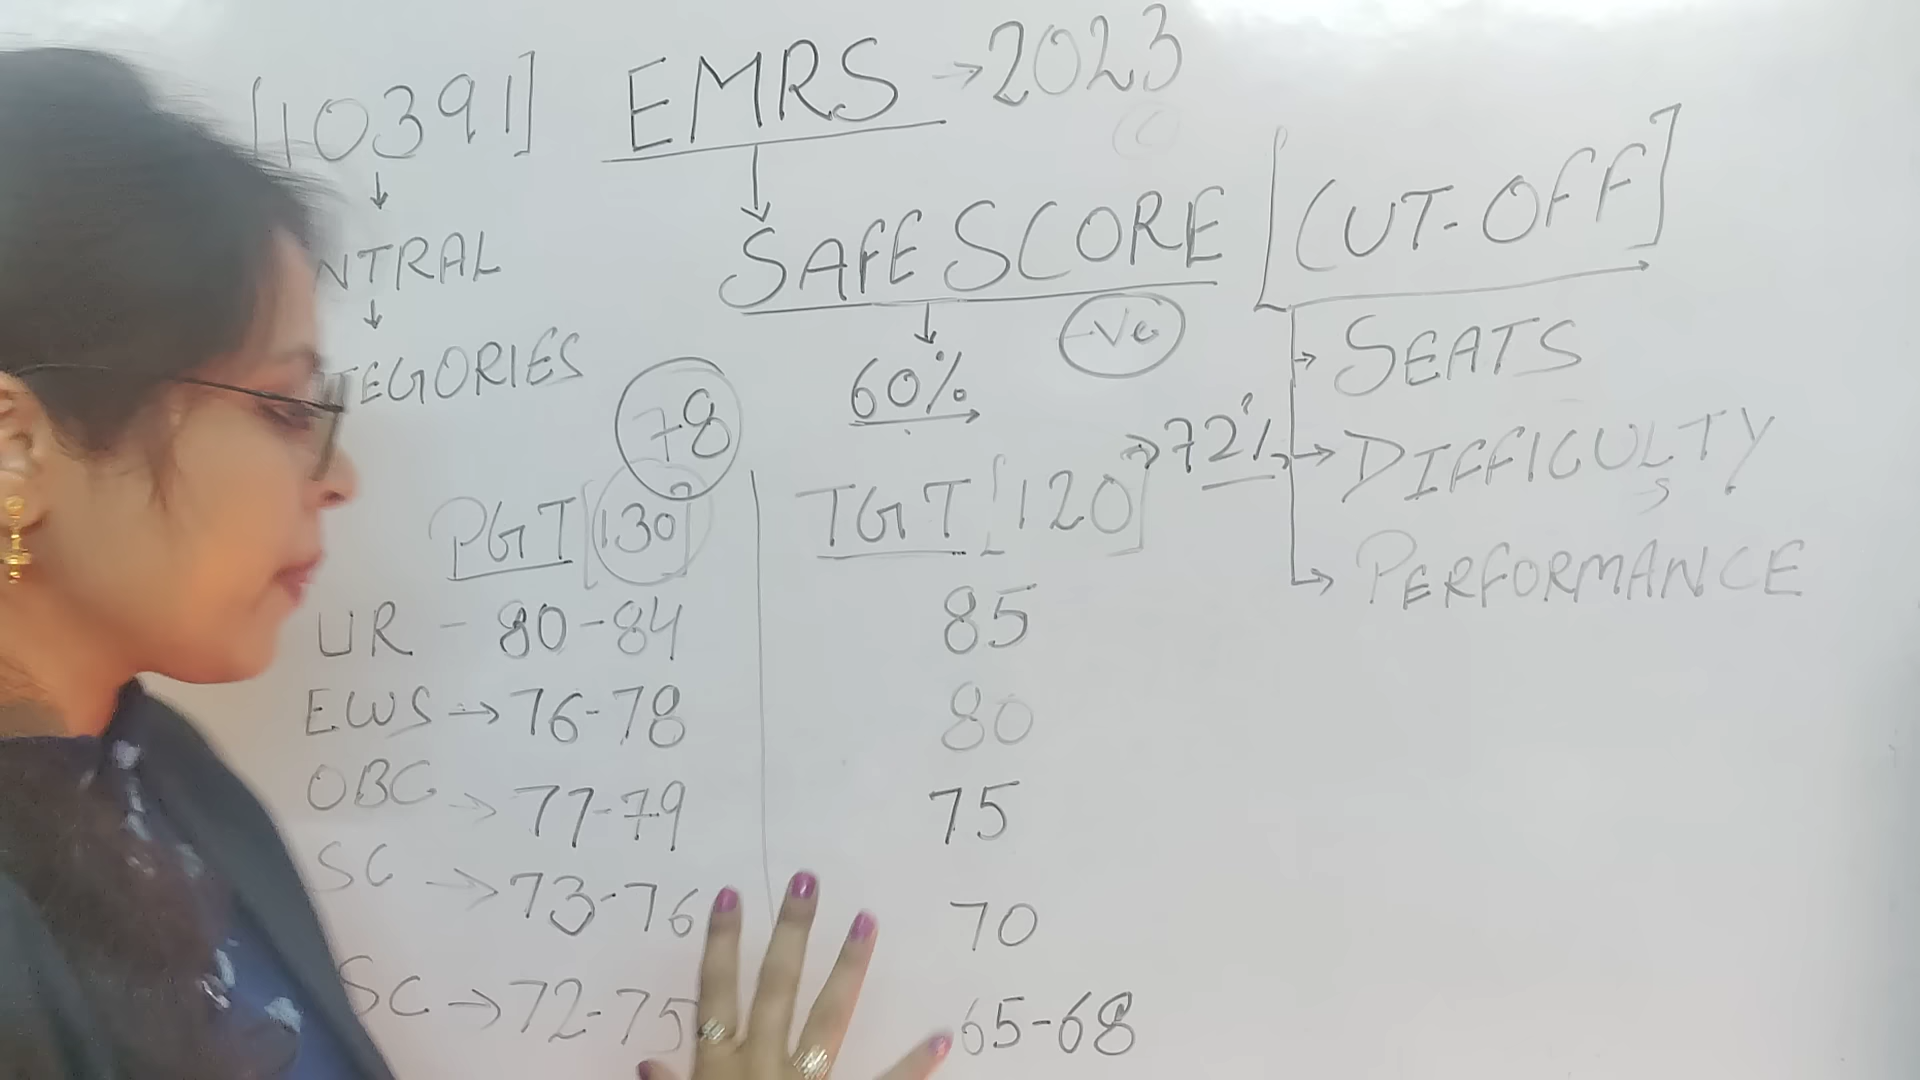 [10391] EMRS → 2023
NTRAL
SAFE SCORE [CUT-OFF]
TEGORIES
-Ve
60%
SEATS
78
DIFFICULTY
PGT [130]
TGT [120] → 72%
PERFORMANCE
UR - 80-84 85
EWS → 76-78 80
OBC → 77-79 75
SC → 73-76 70
SC → 72-75 65-68